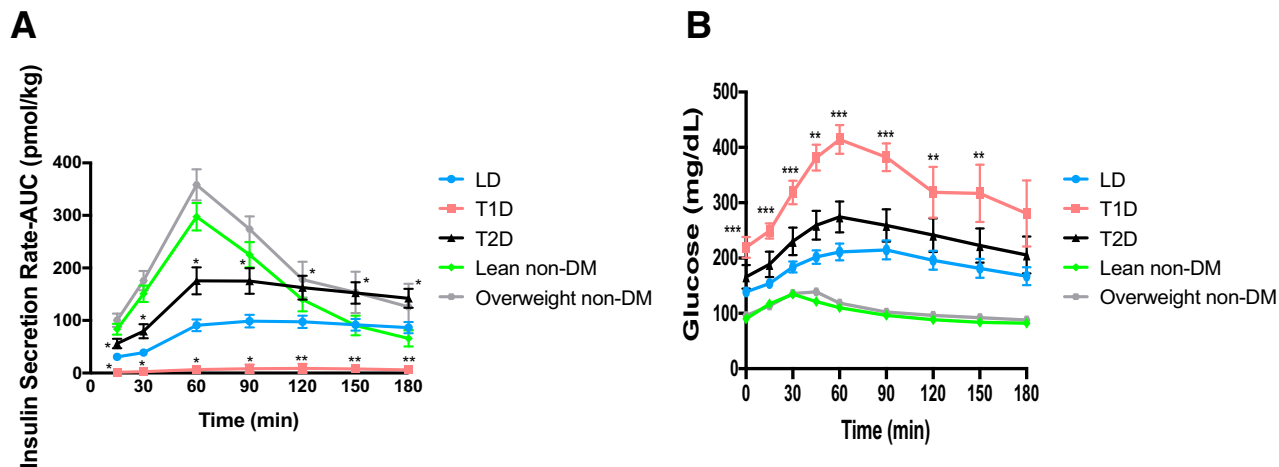 A
Insulin Secretion Rate-AUC (pmol/kg)
400
300
200
100
0
0 30 60 90 120 150 180
Time (min)
* * * * * * *
* * * * ** ** **
LD
T1D
T2D
Lean non-DM
Overweight non-DM
B
Glucose (mg/dL)
500
400
300
200
100
0
0 30 60 90 120 150 180
Time (min)
*** *** *** ** *** *** ** **
LD
T1D
T2D
Lean non-DM
Overweight non-DM